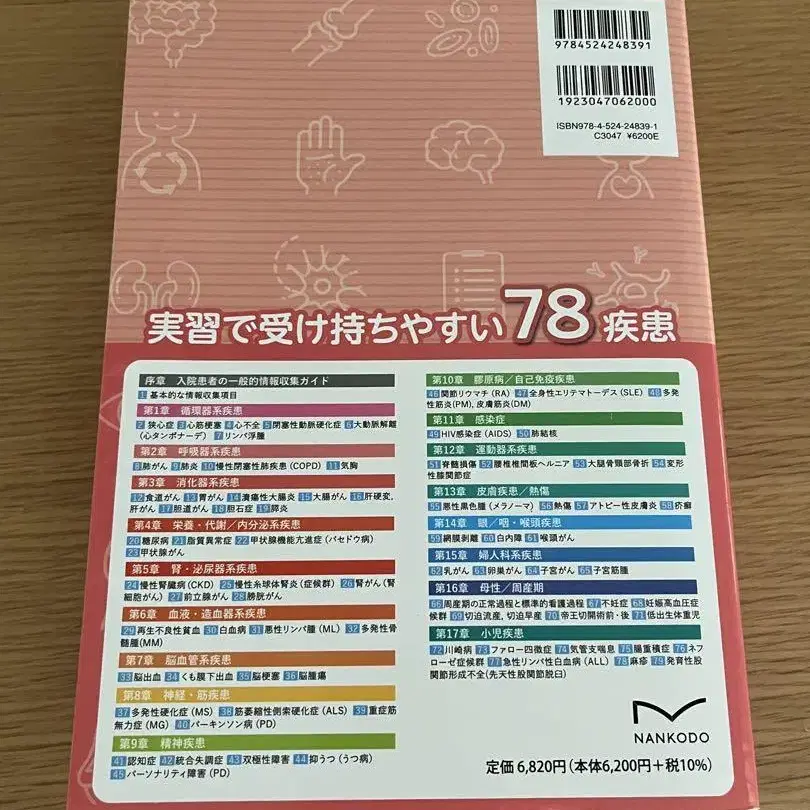 9784524248391
1923047062000
ISBN978-4-524-24839-1
C3047 ¥6200E
実習で受け持ちやすい78疾患
序章 入院患者の一般的情報収集ガイド
1 基本的な情報収集項目
第1章 循環器系疾患
2 狭心症 3 心筋梗塞 4 心不全 5 閉塞性動脈硬化症 6 大動脈解離
(心タンポナーデ) 7 リンパ浮腫
第2章 呼吸器系疾患
8 肺がん 9 肺炎 10 慢性閉塞性肺疾患(COPD) 11 気胸
第3章 消化器系疾患
12 食道がん 13 胃がん 14 潰瘍性大腸炎 15 大腸がん 16 肝硬変,
肝がん 17 胆道がん 18 胆石症 19 膵炎
第4章 栄養・代謝/内分泌系疾患
20 糖尿病 21 脂質異常症 22 甲状腺機能亢進症(バセドウ病)
23 甲状腺がん
第5章 腎・泌尿器系疾患
24 慢性腎臓病(CKD) 25 慢性糸球体腎炎(症候群) 26 腎がん(腎
細胞がん) 27 前立腺がん 28 膀胱がん
第6章 血液・造血器系疾患
29 再生不良性貧血 30 白血病 31 悪性リンパ腫(ML) 32 多発性骨
髄腫(MM)
第7章 脳血管系疾患
33 脳出血 34 くも膜下出血 35 脳梗塞 36 脳腫瘍
第8章 神経・筋疾患
37 多発性硬化症(MS) 38 筋萎縮性側索硬化症(ALS) 39 重症筋
無力症(MG) 40 パーキンソン病(PD)
第9章 精神疾患
41 認知症 42 統合失調症 43 双極性障害 44 抑うつ(うつ病)
45 パーソナリティ障害(PD)
第10章 膠原病/自己免疫疾患
46 関節リウマチ(RA) 47 全身性エリテマトーデス(SLE) 48 多発
性筋炎(PM), 皮膚筋炎(DM)
第11章 感染症
49 HIV感染症(AIDS) 50 肺結核
第12章 運動器系疾患
51 脊髄損傷 52 腰椎椎間板ヘルニア 53 大腿骨頸部骨折 54 変形
性膝関節症
第13章 皮膚疾患/熱傷
55 悪性黒色腫(メラノーマ) 56 熱傷 57 アトピー性皮膚炎 58 疥癬
第14章 眼/咽・喉頭疾患
59 網膜剥離 60 白内障 61 喉頭がん
第15章 婦人科系疾患
62 乳がん 63 卵巣がん 64 子宮がん 65 子宮筋腫
第16章 母性/周産期
66 周産期の正常過程と標準的看護過程 67 不妊症 68 妊娠高血圧症
候群 69 切迫流産, 切迫早産 70 帝王切開術前・後 71 低出生体重児
第17章 小児疾患
72 川崎病 73 ファロー四徴症 74 気管支喘息 75 腸重積症 76 ネフ
ローゼ症候群 77 急性リンパ性白血病(ALL) 78 麻疹 79 発育性股
関節形成不全(先天性股関節脱臼)
NANKODO
定価6,820円(本体6,200円+税10%)